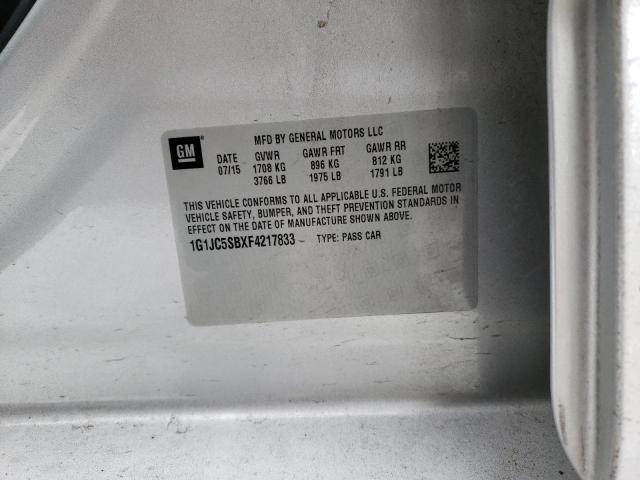 GM
MFD BY GENERAL MOTORS LLC
DATE GVWR GAWR FRT GAWR RR
07/15 1708 KG 896 KG 812 KG
3766 LB 1975 LB 1791 LB
THIS VEHICLE CONFORMS TO ALL APPLICABLE U.S. FEDERAL MOTOR
VEHICLE SAFETY, BUMPER, AND THEFT PREVENTION STANDARDS IN
EFFECT ON THE DATE OF MANUFACTURE SHOWN ABOVE.
1G1JC5SBXF4217833 TYPE: PASS CAR